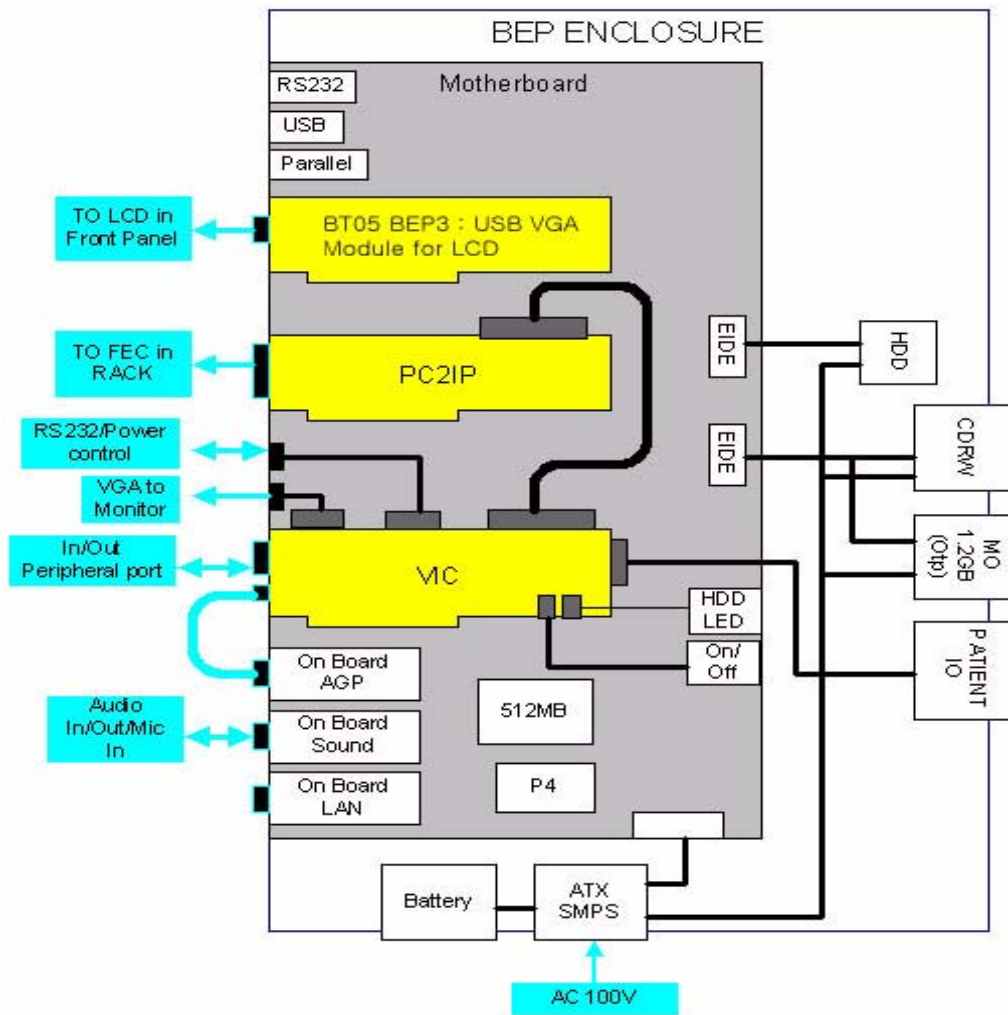 BEP ENCLOSURE
Motherboard
RS232
USB
Parallel
TO LCD in
Front Panel
BT05 BEP3 : USB VGA
Module for LCD
TO FEC in
RACK
PC2IP
EIDE
HDD
RS232/Power
control
EIDE
CDRW
VGA to
Monitor
In/Out
Peripheral port
VIC
MO
1.2GB
(Otp)
HDD
LED
On/
Off
PATIENT
IO
On Board
AGP
512MB
Audio
In/Out/Mic
In
On Board
Sound
On Board
LAN
P4
Battery
ATX
SMPS
AC 100V